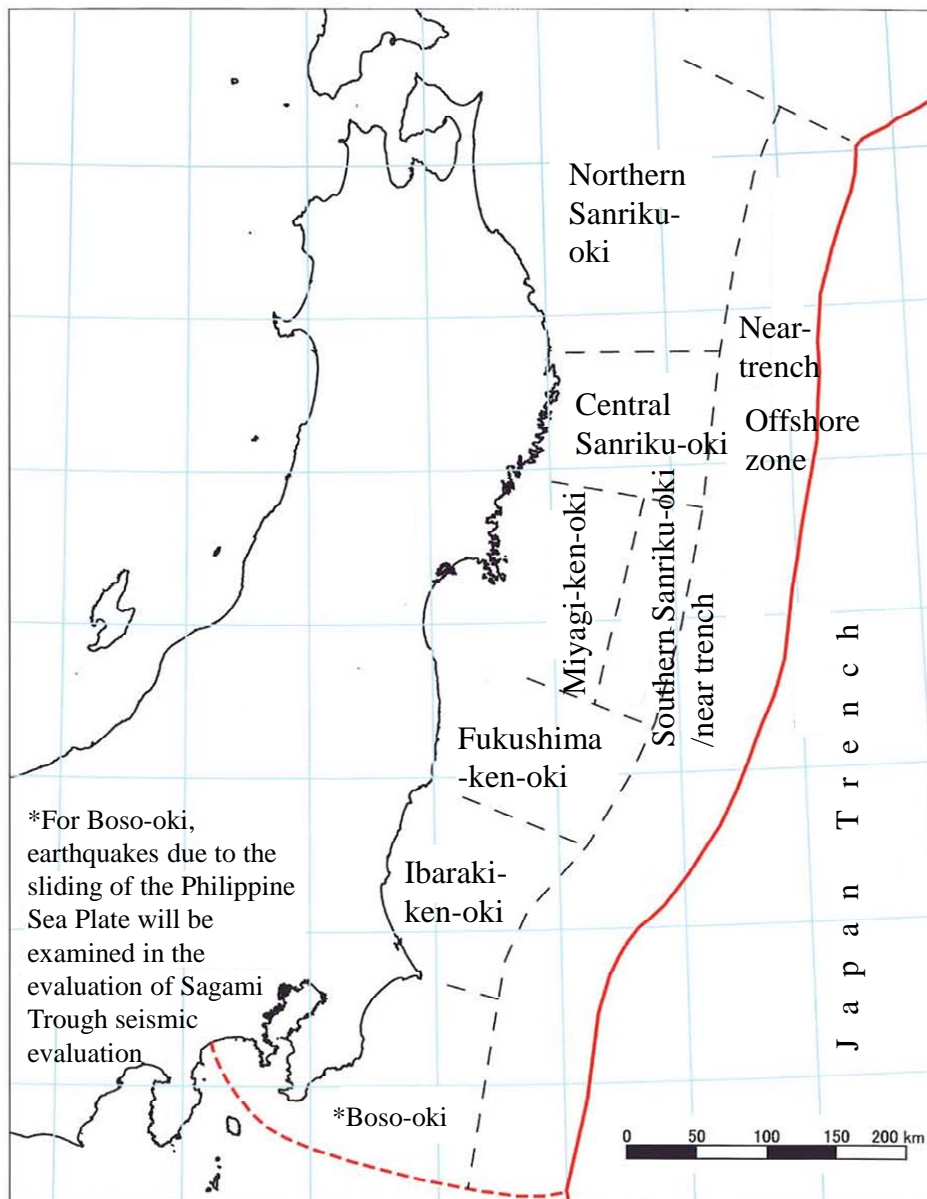 Northern
Sanriku-
oki
Near-
trench
Offshore
zone
Central
Sanriku-oki
Miyagi-ken-oki
Southern Sanriku-oki
/near trench
Fukushima
-ken-oki
Ibaraki-
ken-oki
*For Boso-oki,
earthquakes due to the
sliding of the Philippine
Sea Plate will be
examined in the
evaluation of Sagami
Trough seismic
evaluation
*Boso-oki
Japan Trench
0 50 100 150 200 km